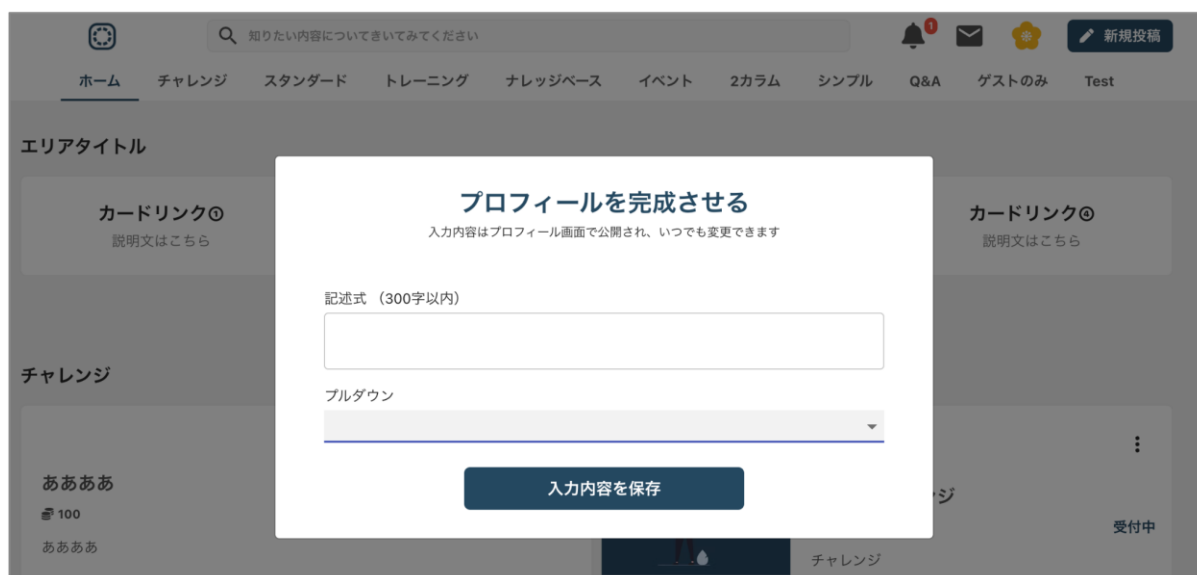 知りたい内容についてきいてみてください
1
新規投稿
ホーム チャレンジ スタンダード トレーニング ナレッジベース イベント 2カラム シンプル Q&A ゲストのみ Test
エリアタイトル
カードリンク①
説明文はこちら
カードリンク④
説明文はこちら
プロフィールを完成させる
入力内容はプロフィール画面で公開され、いつでも変更できます
記述式 （300字以内）
プルダウン
入力内容を保存
チャレンジ
ああああ
100
ああああ
ンジ
受付中
チャレンジ